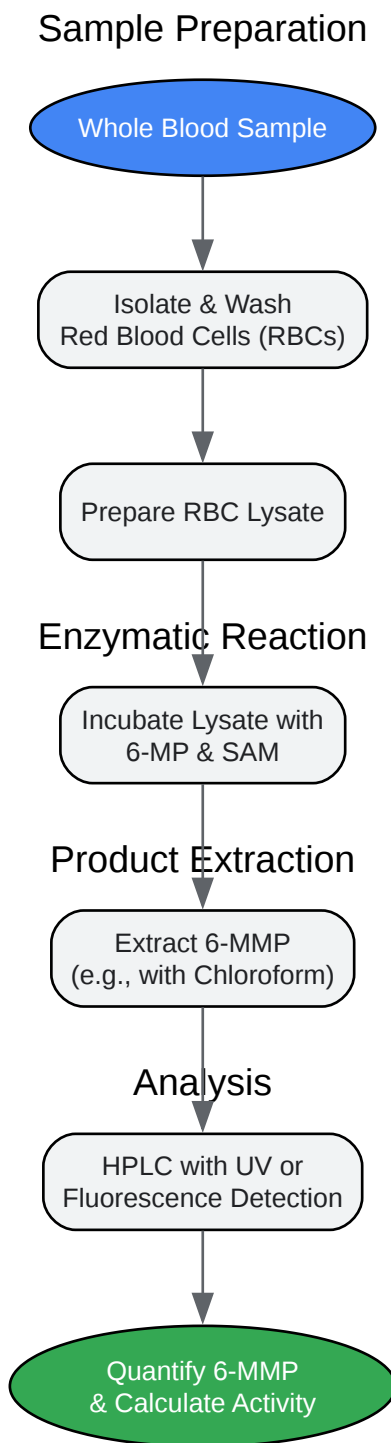 Sample Preparation
Whole Blood Sample
Isolate & Wash
Red Blood Cells (RBCs)
Prepare RBC Lysate
Enzymatic Reaction
Incubate Lysate with
6-MP & SAM
Product Extraction
Extract 6-MMP
(e.g., with Chloroform)
Analysis
HPLC with UV or
Fluorescence Detection
Quantify 6-MMP
& Calculate Activity